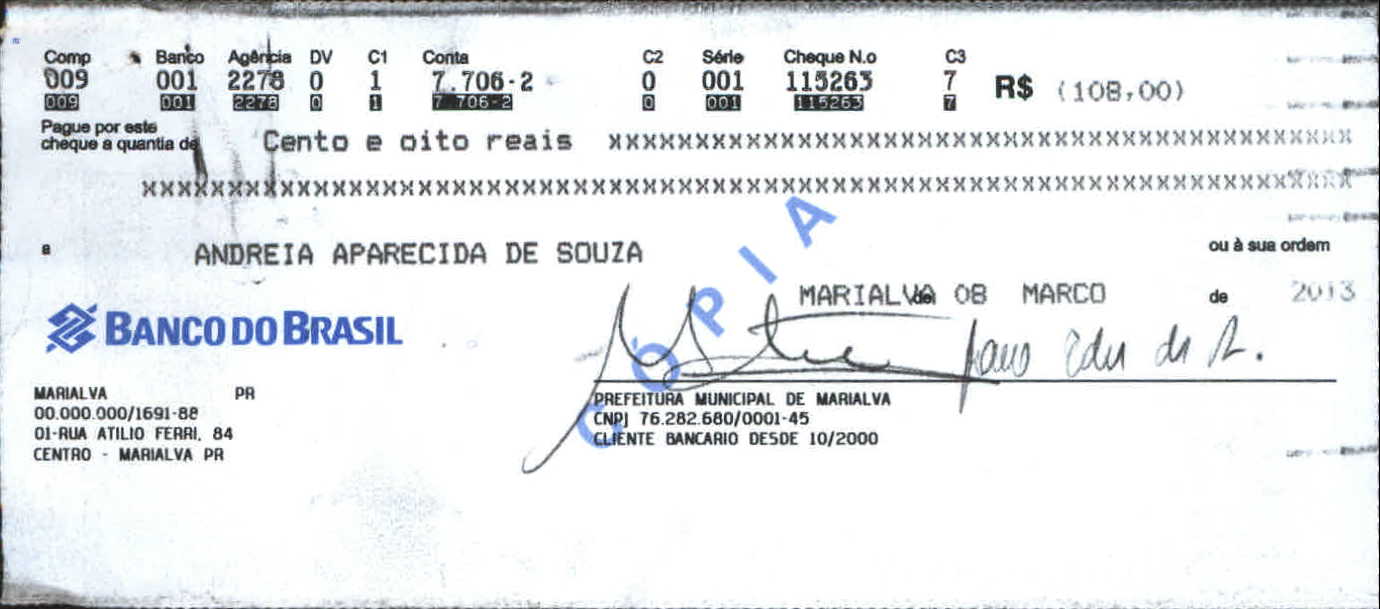 Comp Banco Agência DV C1 Conta C2 Série Cheque N.o C3
009 001 2278 0 1 7.706-2 0 001 115263 7 R$ (108,00)
009 001 2278 0 1 7 706-2 0 001 115263 7
Pague por este
cheque a quantia de Cento e oito reais xxxxxxxxxxxxxxxxxxxxxxxxxxxxxxxxxxxxxxxxxx
xxxxxxxxxxxxxxxxxxxxxxxxxxxxxxxxxxxxxxxxxxxxxxxxxxxxxxxxxxxxxxxxxxxx
a ANDREIA APARECIDA DE SOUZA ou à sua ordem
MARIALVA de 08 MARCO de 2013
CÓPIA
BANCO DO BRASIL
MARIALVA PR
00.000.000/1691-88
01-RUA ATILIO FERRI, 84
CENTRO - MARIALVA PR
PREFEITURA MUNICIPAL DE MARIALVA
CNPJ 76.282.680/0001-45
CLIENTE BANCARIO DESDE 10/2000